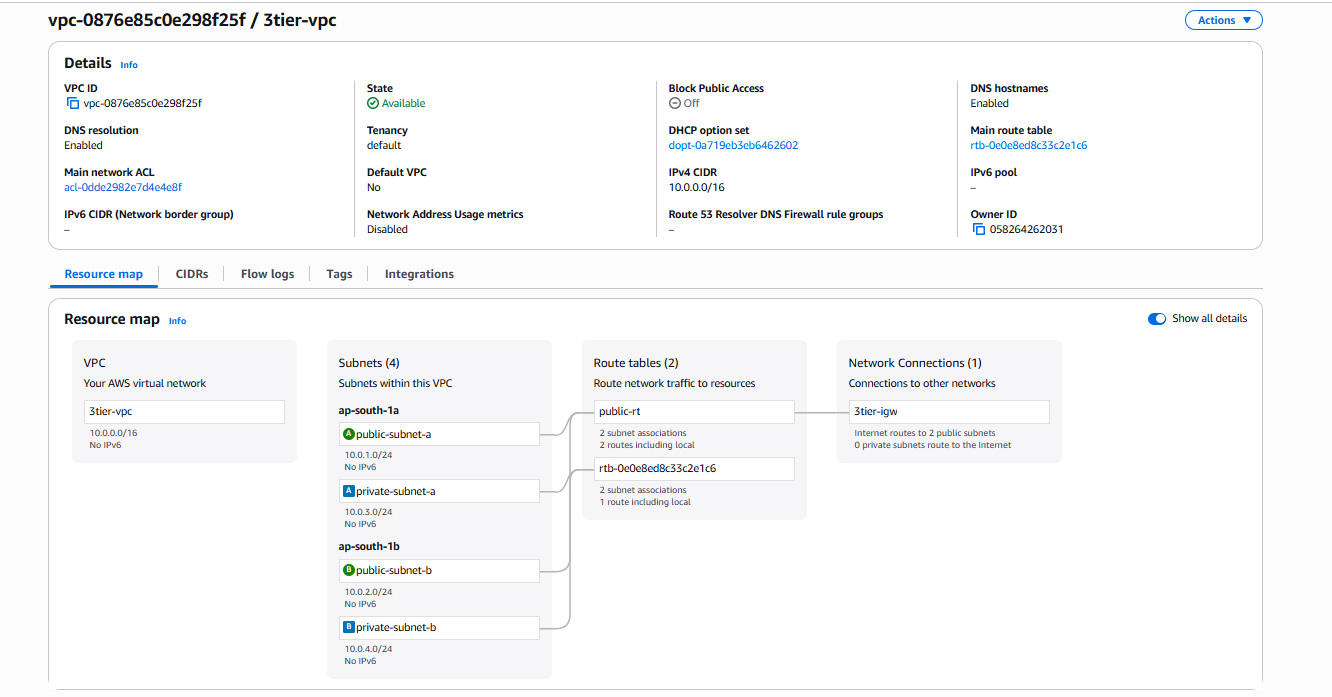 vpc-0876e85c0e298f25f / 3tier-vpc
Actions
Details Info
VPC ID
vpc-0876e85c0e298f25f
State
Available
Block Public Access
Off
DNS hostnames
Enabled
DNS resolution
Enabled
Tenancy
default
DHCP option set
dopt-0a719eb3eb6462602
Main route table
rtb-0e0e8ed8c33c2e1c6
Main network ACL
acl-0dde2982e7d4e4e8f
Default VPC
No
IPv4 CIDR
10.0.0.0/16
IPv6 pool
–
IPv6 CIDR (Network border group)
–
Network Address Usage metrics
Disabled
Route 53 Resolver DNS Firewall rule groups
–
Owner ID
058264262031
Resource map
CIDRs
Flow logs
Tags
Integrations
Resource map Info
Show all details
VPC
Your AWS virtual network
3tier-vpc
10.0.0.0/16
No IPv6
Subnets (4)
Subnets within this VPC
ap-south-1a
A public-subnet-a
10.0.1.0/24
No IPv6
A private-subnet-a
10.0.3.0/24
No IPv6
ap-south-1b
B public-subnet-b
10.0.2.0/24
No IPv6
B private-subnet-b
10.0.4.0/24
No IPv6
Route tables (2)
Route network traffic to resources
public-rt
2 subnet associations
2 routes including local
rtb-0e0e8ed8c33c2e1c6
2 subnet associations
1 route including local
Network Connections (1)
Connections to other networks
3tier-igw
Internet routes to 2 public subnets
0 private subnets route to the Internet